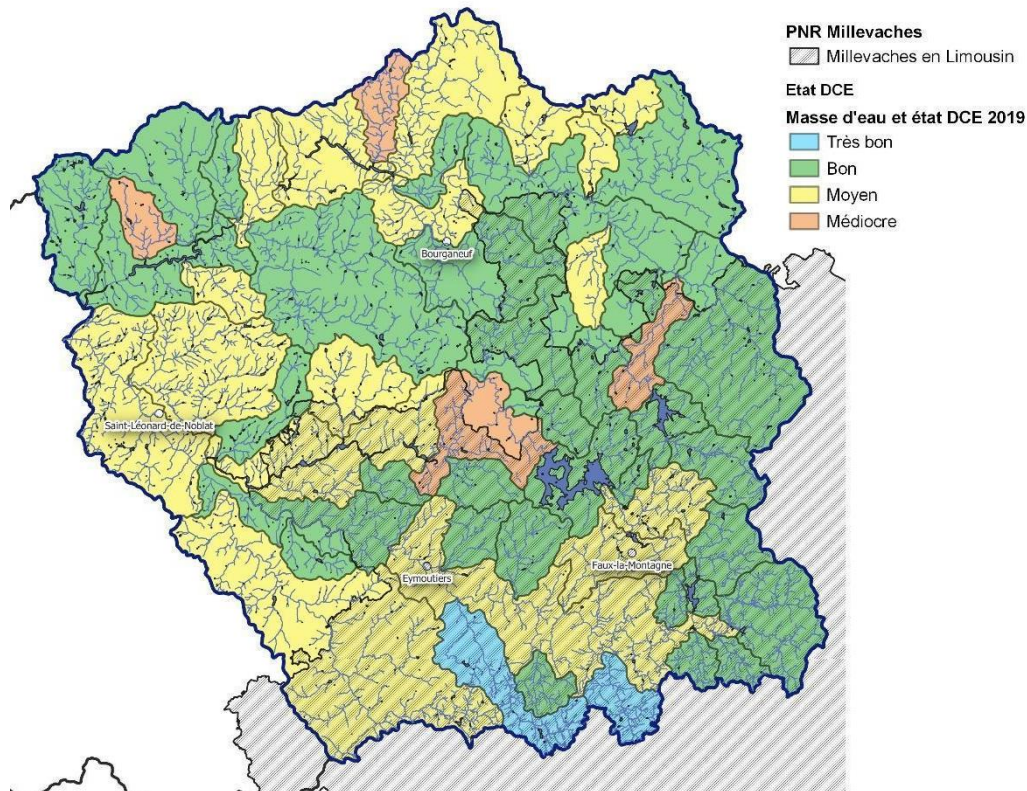 PNR Millevaches
Millevaches en Limousin
Etat DCE
Masse d'eau et état DCE 2019
Très bon
Bon
Moyen
Médiocre
Bourganeuf
Saint-Léonard-de-Noblat
Eymoutiers
Faux-la-Montagne